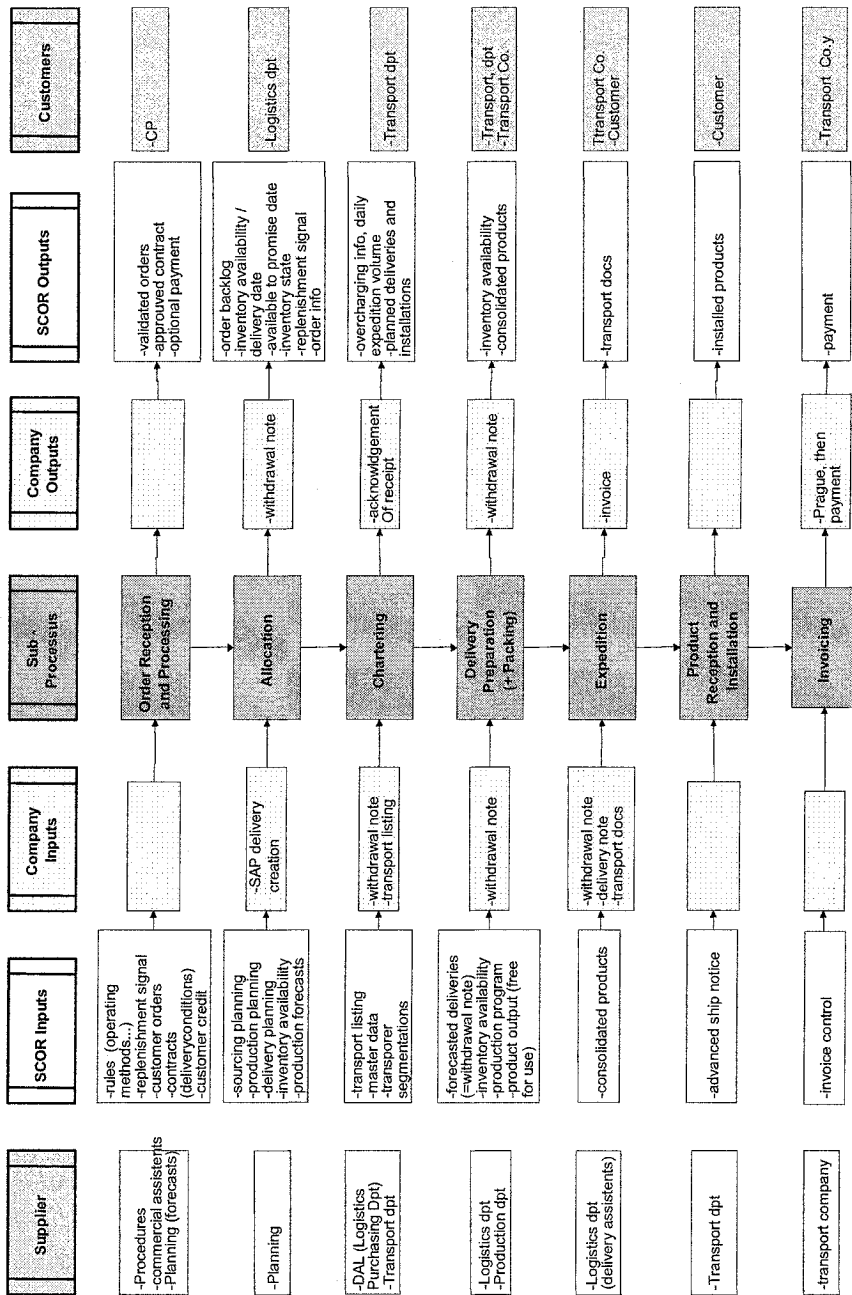 Supplier
SCOR Inputs
Company
Inputs
Sub -
Processus
Company
Outputs
SCOR Outputs
Customers
-Procedures
-commercial assistents
-Planning (forecasts)
-rules (operating
methods...)
-replenishment signal
-customer orders
-contracts
(deliveryconditions)
-customer credit
Order Reception
and Processing
-validated orders
-approuved contract
-optional payment
-CP
-Planning
-sourcing planning
-production planning
-delivery planning
-inventory availability
-production forecasts
-SAP delivery
creation
Allocation
-withdrawal note
-order backlog
-inventory availability /
delivery date
-available to promise date
-inventory state
-replenishment signal
-order info
-Logistics dpt
-DAL (Logistics
Purchasing Dpt)
-Transport dpt
-transport listing
-master data
-transporer
segmentations
-withdrawal note
-transport listing
Chartering
-acknowldgement
Of receipt
-overcharging info, daily
expedition volume
-planned deliveries and
installations
-Transport dpt
-Logistics dpt
-Production dpt
-forecasted deliveries
(=withdrawal note)
-inventory availability
-production program
-product output (free
for use)
-withdrawal note
Delivery
Preparation
(+ Packing)
-withdrawal note
-inventory availability
-consolidated products
-Transport, dpt
-Transport Co.
-Logistics dpt
(delivery assistents)
-consolidated products
-withdrawal note
-delivery note
-transport docs
Expedition
-invoice
-transport docs
Ttransport Co.
-Customer
-Transport dpt
-advanced ship notice
Product
Reception and
Installation
-installed products
-Customer
-transport company
-invoice control
Invoicing
-Prague, then
payment
-payment
-Transport Co.y